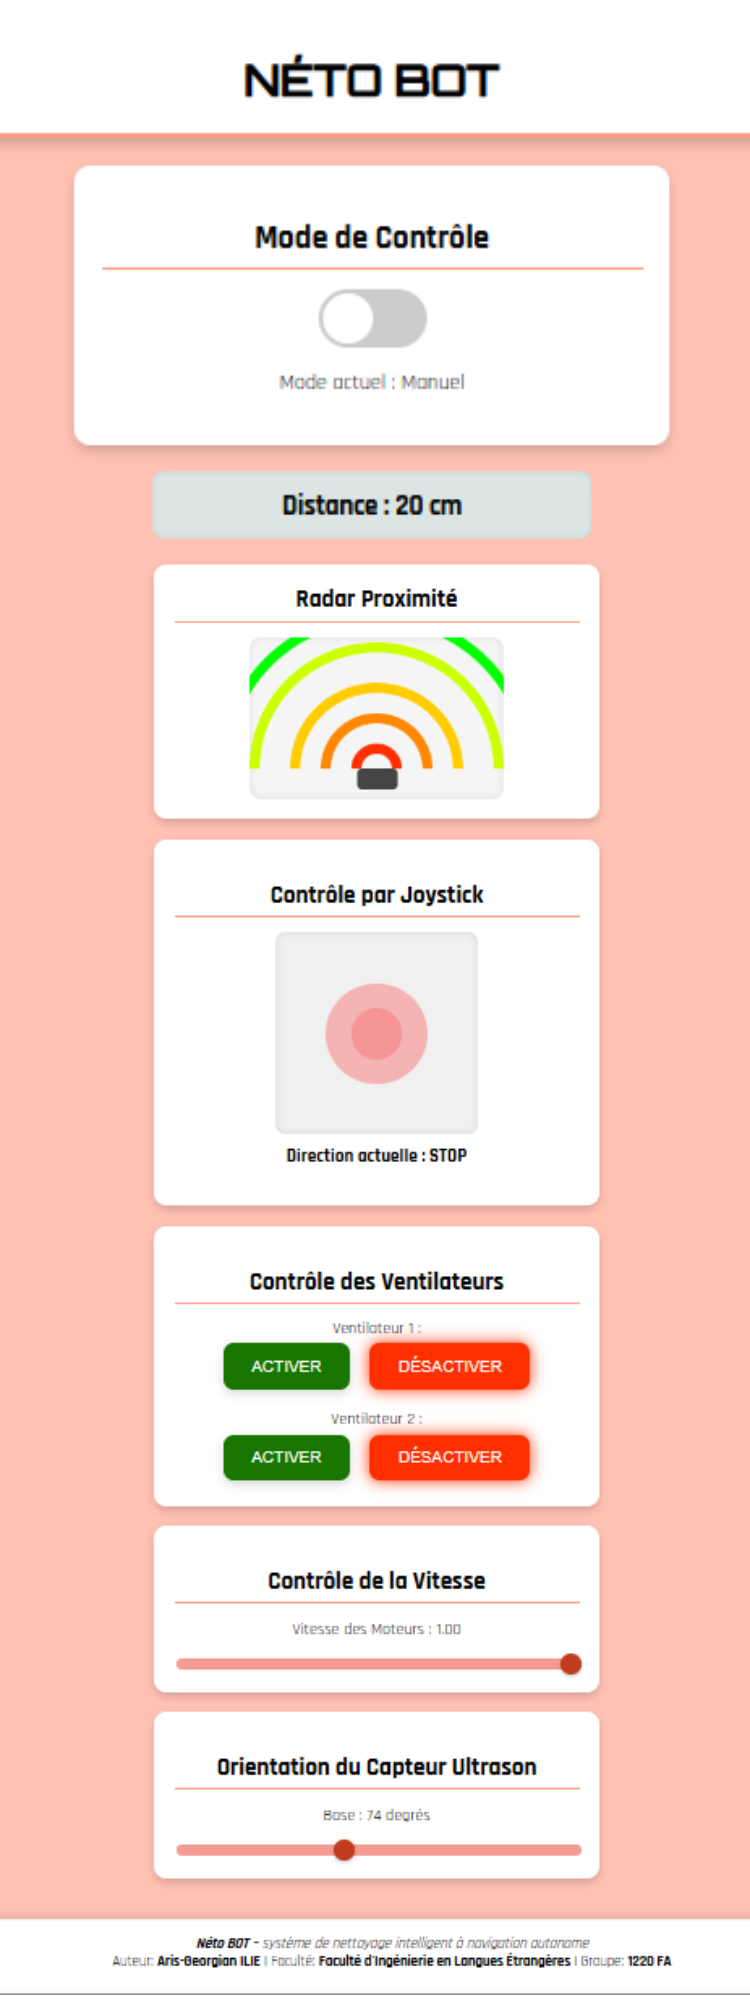 NÉTO BOT
Mode de Contrôle
Mode actuel : Manuel
Distance : 20 cm
Radar Proximité
Contrôle par Joystick
Direction actuelle : STOP
Contrôle des Ventilateurs
Ventilateur 1 :
ACTIVER DÉSACTIVER
Ventilateur 2 :
ACTIVER DÉSACTIVER
Contrôle de la Vitesse
Vitesse des Moteurs : 1.00
Orientation du Capteur Ultrason
Base : 74 degrés
Néto BOT – système de nettoyage intelligent à navigation autonome
Auteur: Aris-Georgian ILIE | Faculté: Faculté d'Ingénierie en Langues Étrangères | Groupe: 1220 FA